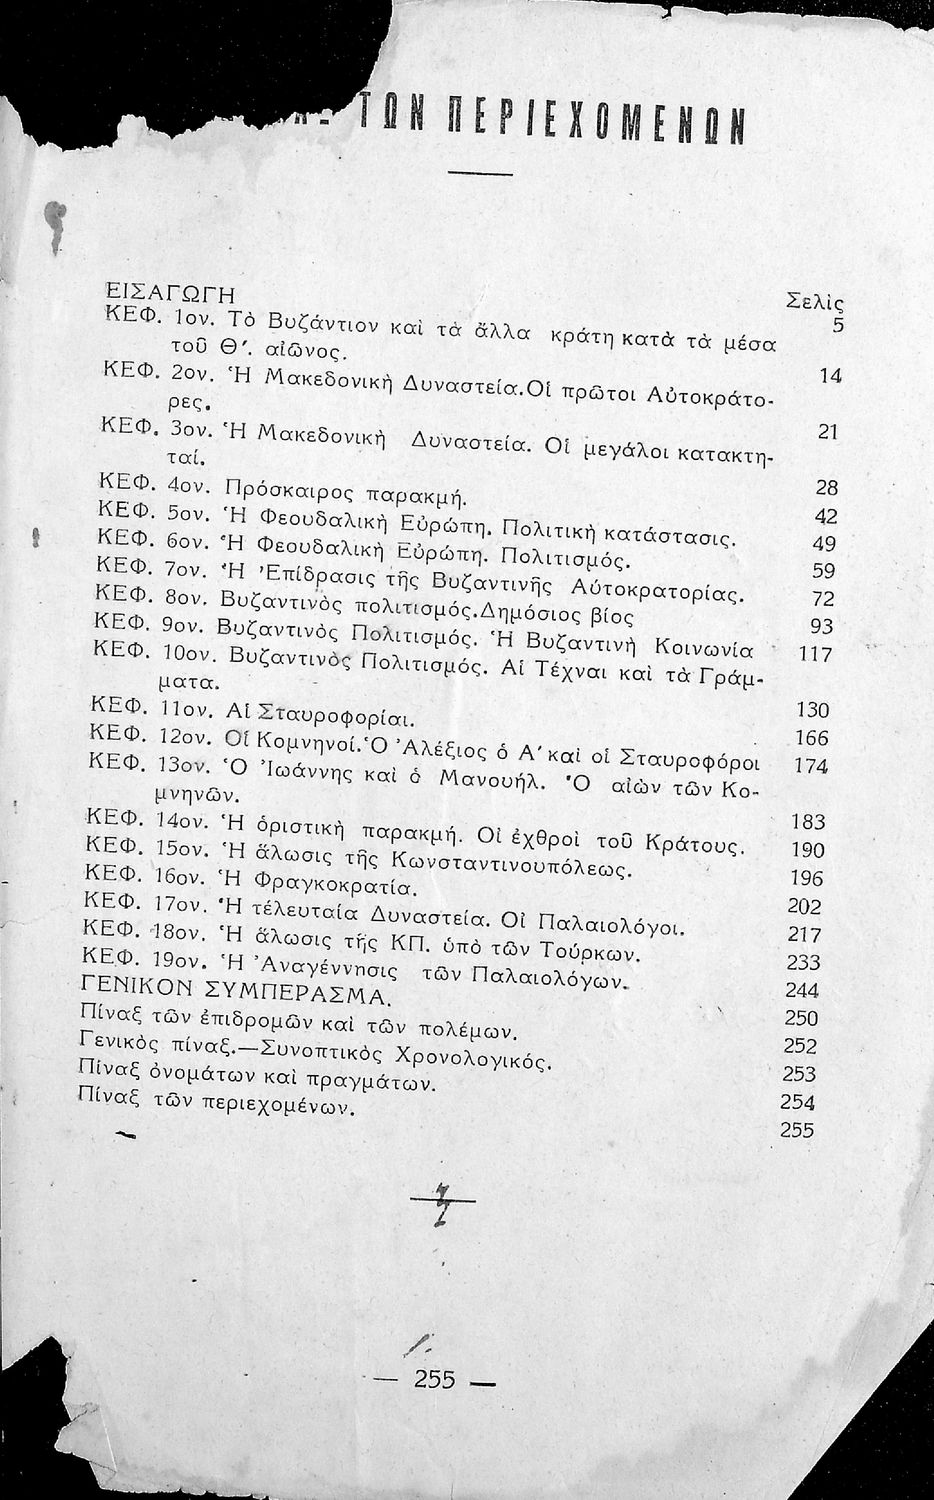 ΤΩΝ ΠΕΡΙΕΧΟΜΕΝΩΝ
ΕΙΣΑΓΩΓΗ Σελὶς 5
ΚΕΦ. 1ον. Τὸ Βυζάντιον καὶ τὰ ἄλλα κράτη κατὰ τὰ μέσα
τοῦ Θ΄. αἰῶνος. 14
ΚΕΦ. 2ον. Ἡ Μακεδονικὴ Δυναστεία.Οἱ πρῶτοι Αὐτοκράτο-
ρες. 21
ΚΕΦ. 3ον. Ἡ Μακεδονικὴ Δυναστεία. Οἱ μεγάλοι κατακτη-
ταί. 28
ΚΕΦ. 4ον. Πρόσκαιρος παρακμή. 42
ΚΕΦ. 5ον. Ἡ Φεουδαλικὴ Εὐρώπη. Πολιτικὴ κατάστασις. 49
ΚΕΦ. 6ον. Ἡ Φεουδαλικὴ Εὐρώπη. Πολιτισμός. 59
ΚΕΦ. 7ον. Ἡ Ἐπίδρασις τῆς Βυζαντινῆς Αὐτοκρατορίας. 72
ΚΕΦ. 8ον. Βυζαντινὸς πολιτισμός.Δημόσιος βίος 93
ΚΕΦ. 9ον. Βυζαντινὸς Πολιτισμός. Ἡ Βυζαντινὴ Κοινωνία 117
ΚΕΦ. 10ον. Βυζαντινὸς Πολιτισμός. Αἱ Τέχναι καὶ τὰ Γράμ-
ματα. 130
ΚΕΦ. 11ον. Αἱ Σταυροφορίαι. 166
ΚΕΦ. 12ον. Οἱ Κομνηνοί.Ὁ Ἀλέξιος ὁ Α΄ καὶ οἱ Σταυροφόροι 174
ΚΕΦ. 13ον. Ὁ Ἰωάννης καὶ ὁ Μανουήλ. Ὁ αἰὼν τῶν Κο-
μνηνῶν. 183
ΚΕΦ. 14ον. Ἡ ὁριστικὴ παρακμή. Οἱ ἐχθροὶ τοῦ Κράτους. 190
ΚΕΦ. 15ον. Ἡ ἅλωσις τῆς Κωνσταντινουπόλεως. 196
ΚΕΦ. 16ον. Ἡ Φραγκοκρατία. 202
ΚΕΦ. 17ον. Ἡ τελευταία Δυναστεία. Οἱ Παλαιολόγοι. 217
ΚΕΦ. 18ον. Ἡ ἅλωσις τῆς ΚΠ. ὑπὸ τῶν Τούρκων. 233
ΚΕΦ. 19ον. Ἡ Ἀναγέννησις τῶν Παλαιολόγων. 244
ΓΕΝΙΚΟΝ ΣΥΜΠΕΡΑΣΜΑ. 250
Πίναξ τῶν ἐπιδρομῶν καὶ τῶν πολέμων. 252
Γενικὸς πίναξ.—Συνοπτικὸς Χρονολογικός. 253
Πίναξ ὀνομάτων καὶ πραγμάτων. 254
Πίναξ τῶν περιεχομένων. 255
— 255 —